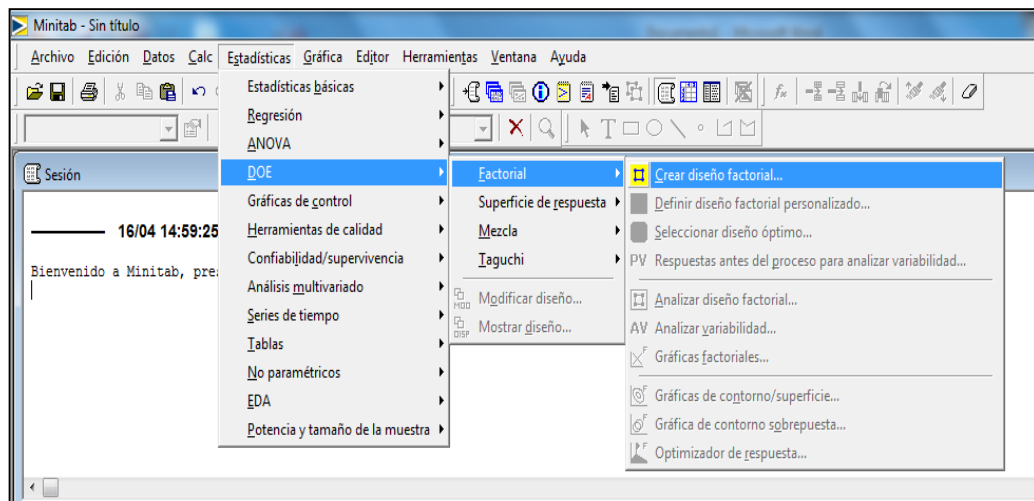 Minitab - Sin título
Archivo Edición Datos Calc Estadísticas Gráfica Editor Herramientas Ventana Ayuda
Estadísticas básicas
Regresión
ANOVA
DOE
Gráficas de control
Herramientas de calidad
Confiabilidad/supervivencia
Análisis multivariado
Series de tiempo
Tablas
No paramétricos
EDA
Potencia y tamaño de la muestra
Factorial
Superficie de respuesta
Mezcla
Taguchi
MOD Modificar diseño...
DISP Mostrar diseño...
Crear diseño factorial...
Definir diseño factorial personalizado...
Seleccionar diseño óptimo...
PV Respuestas antes del proceso para analizar variabilidad...
Analizar diseño factorial...
AV Analizar variabilidad...
F Gráficas factoriales...
F Gráficas de contorno/superficie...
F Gráfica de contorno sobrepuesta...
F Optimizador de respuesta...
Sesión
16/04 14:59:25
Bienvenido a Minitab, pre